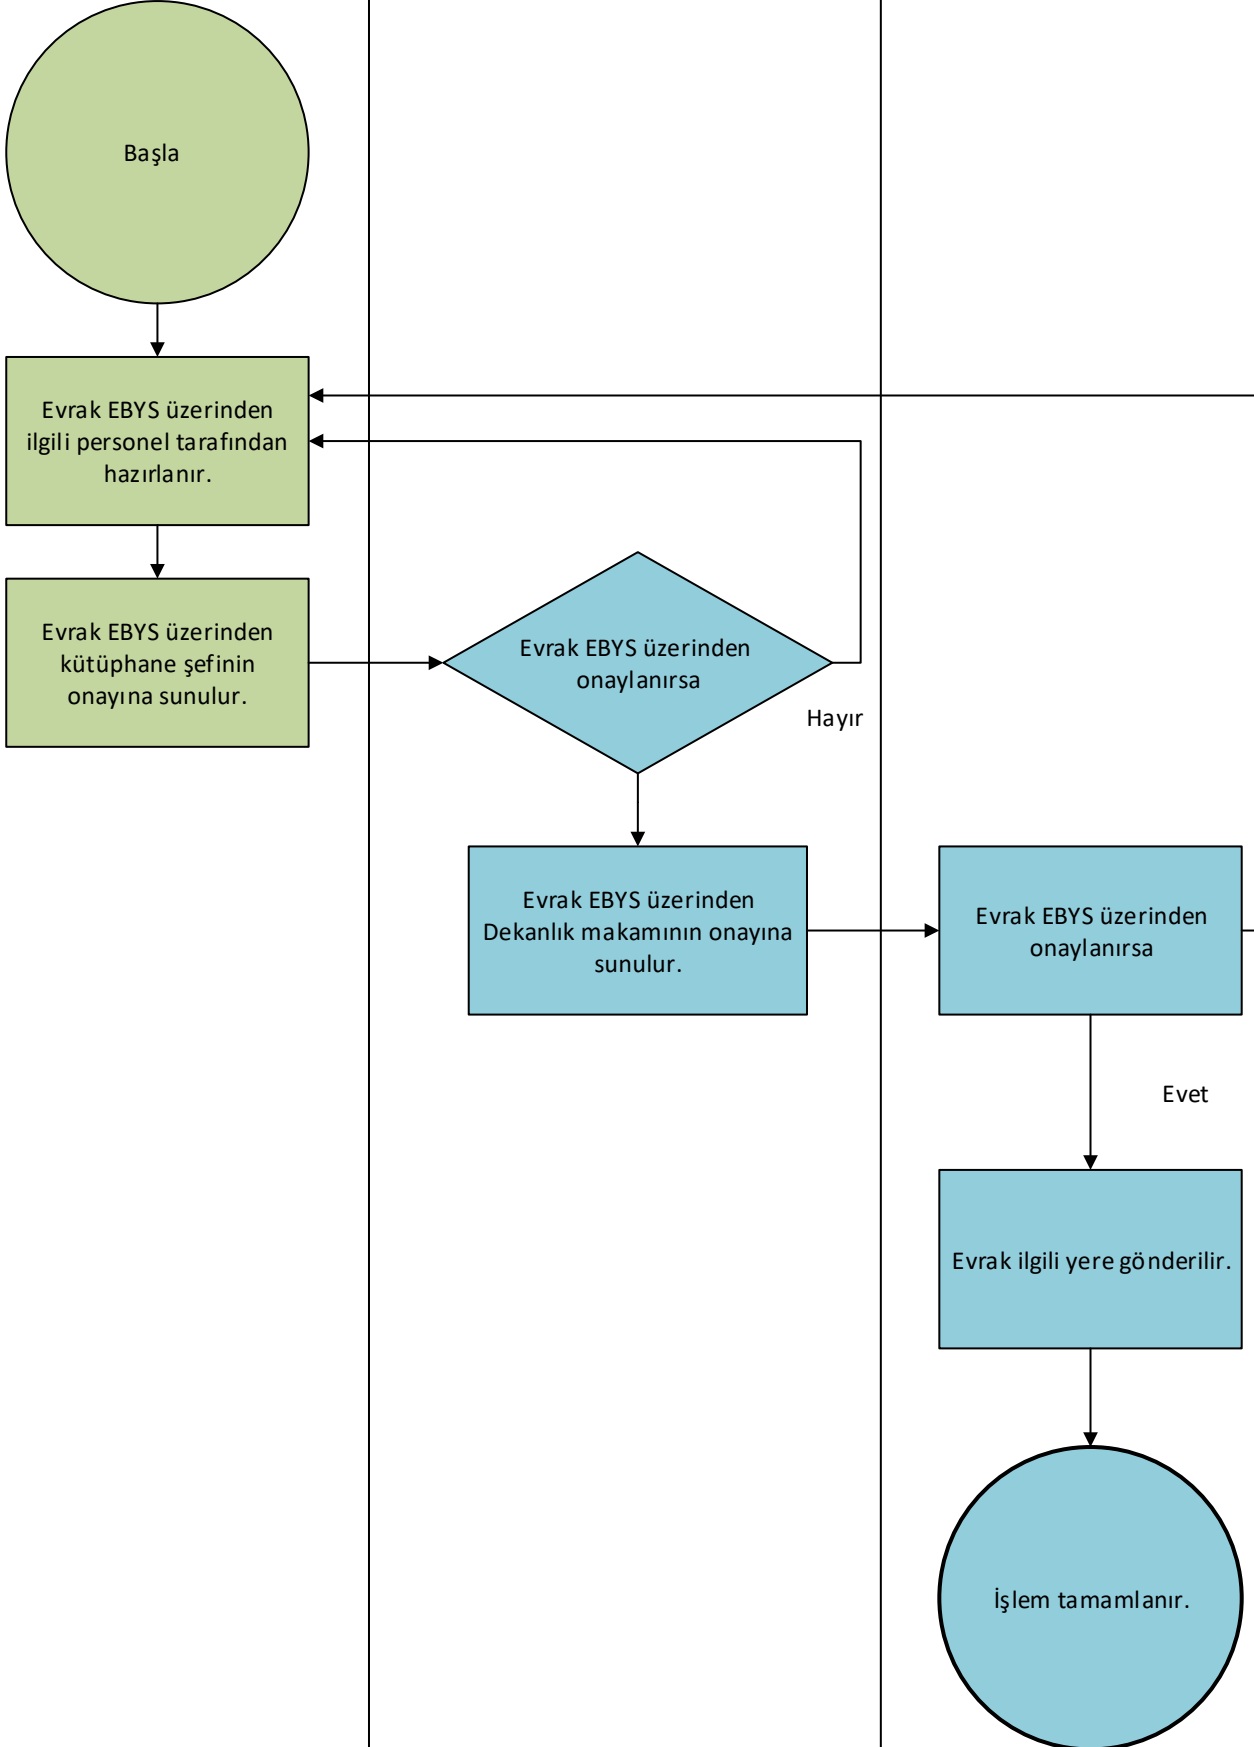 Başla
Evrak EBYS üzerinden
ilgili personel tarafından
hazırlanır.
Evrak EBYS üzerinden
kütüphane şefinin
onayına sunulur.
Evrak EBYS üzerinden
onaylanırsa
Hayır
Evrak EBYS üzerinden
Dekanlık makamının onayına
sunulur.
Evrak EBYS üzerinden
onaylanırsa
Evet
Evrak ilgili yere gönderilir.
İşlem tamamlanır.